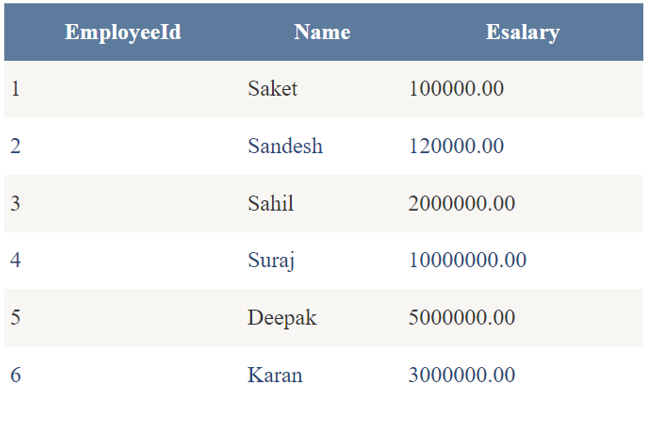 EmployeeId Name Esalary
1 Saket 100000.00
2 Sandesh 120000.00
3 Sahil 2000000.00
4 Suraj 10000000.00
5 Deepak 5000000.00
6 Karan 3000000.00